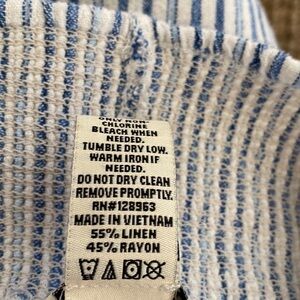 ONLY NON-
CHLORINE
BLEACH WHEN
NEEDED.
TUMBLE DRY LOW.
WARM IRON IF
NEEDED.
DO NOT DRY CLEAN
REMOVE PROMPTLY.
RN#128963
MADE IN VIETNAM
55% LINEN
45% RAYON